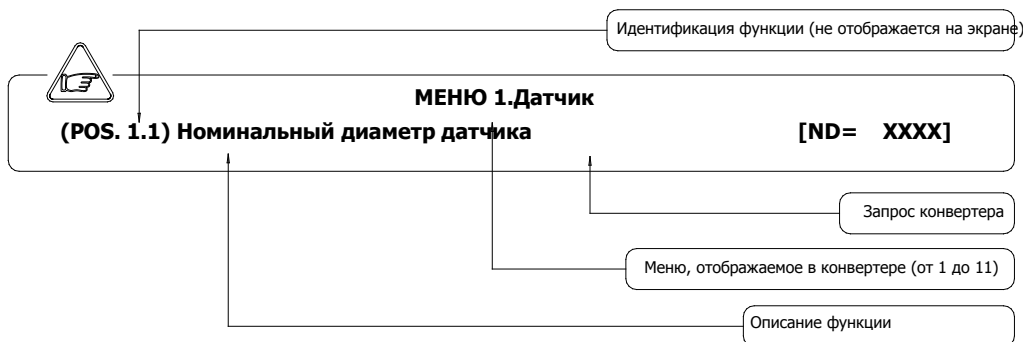 Идентификация функции (не отображается на экране)
МЕНЮ 1.Датчик
(POS. 1.1) Номинальный диаметр датчика [ND= XXXX]
Запрос конвертера
Меню, отображаемое в конвертере (от 1 до 11)
Описание функции